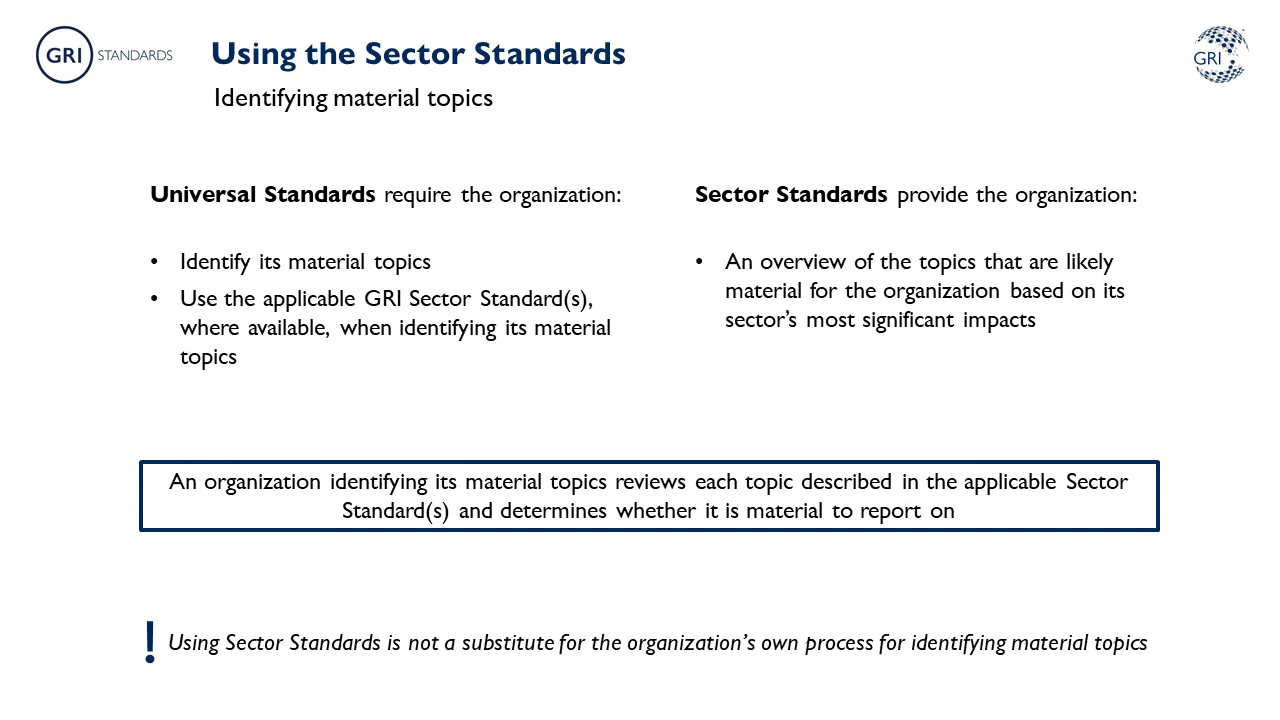 GRI STANDARDS
Using the Sector Standards
GRI
Identifying material topics
Universal Standards require the organization:
• Identify its material topics
• Use the applicable GRI Sector Standard(s),
where available, when identifying its material
topics
Sector Standards provide the organization:
• An overview of the topics that are likely
material for the organization based on its
sector's most significant impacts
An organization identifying its material topics reviews each topic described in the applicable Sector
Standard(s) and determines whether it is material to report on
! Using Sector Standards is not a substitute for the organization's own process for identifying material topics